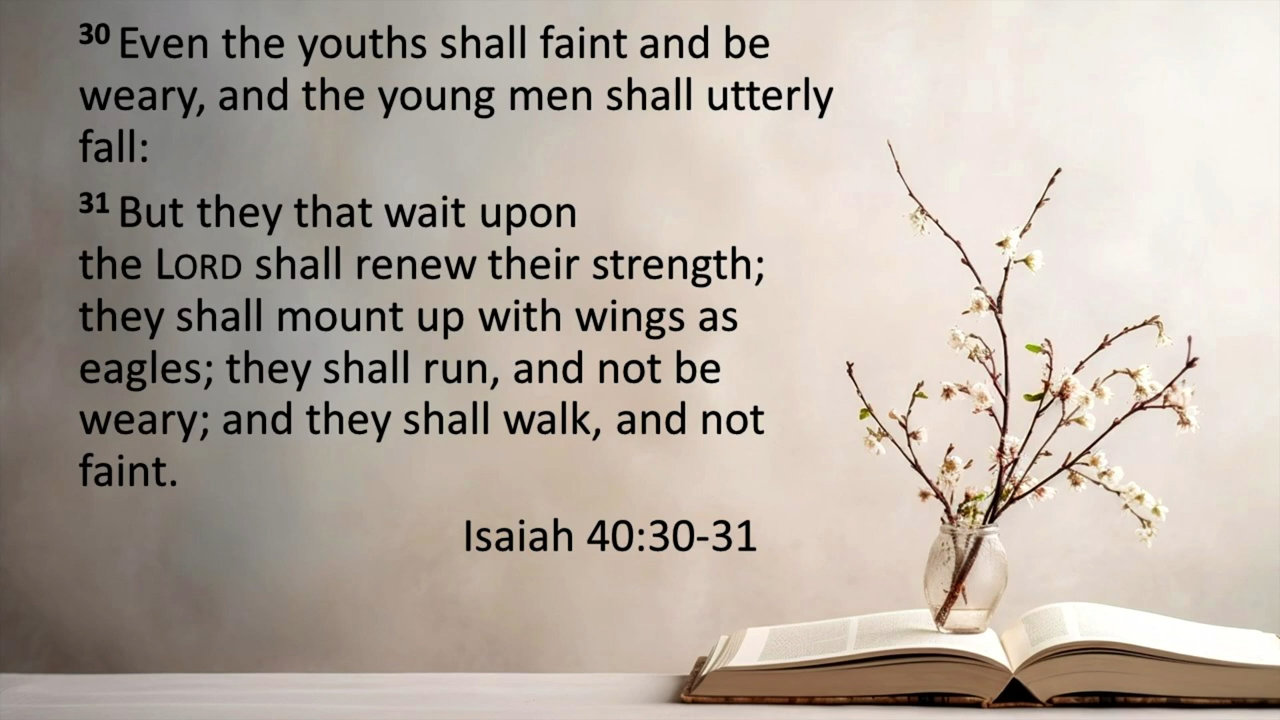 30 Even the youths shall faint and be
weary, and the young men shall utterly
fall:
31 But they that wait upon
the LORD shall renew their strength;
they shall mount up with wings as
eagles; they shall run, and not be
weary; and they shall walk, and not
faint.
Isaiah 40:30-31